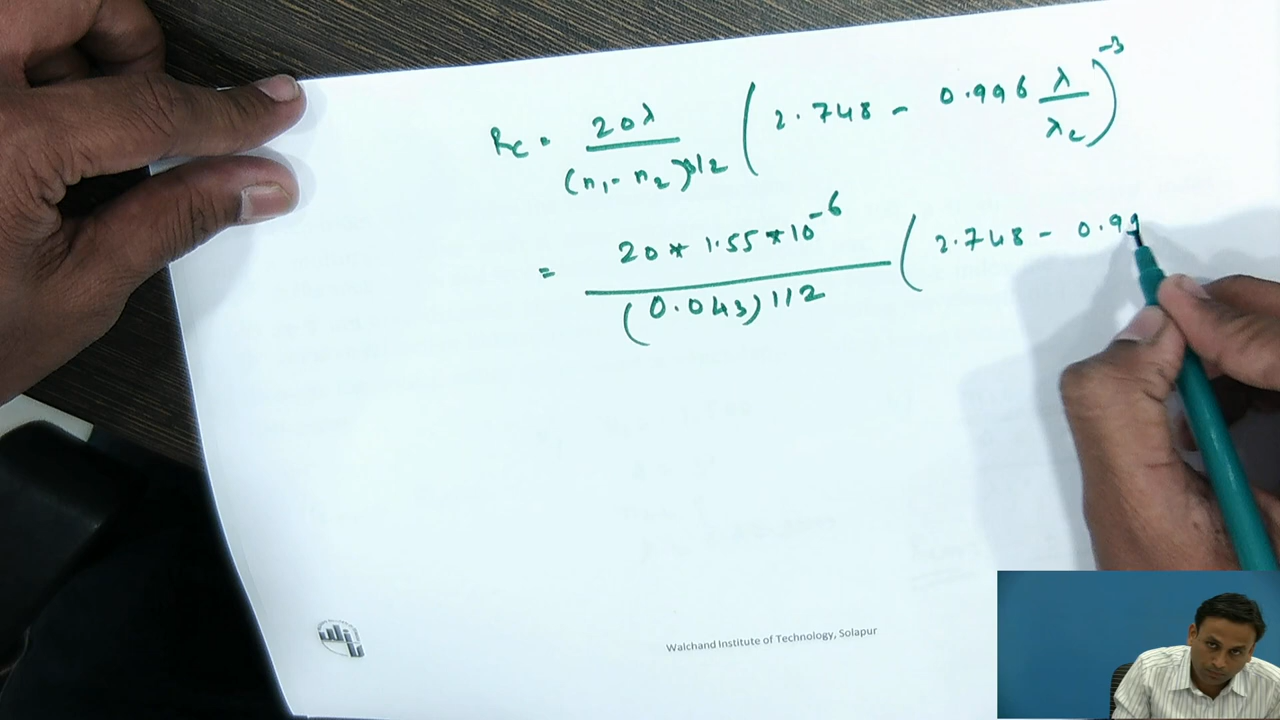 Rc = 20λ / (n1 - n2)^3/2 (2.748 - 0.996 λ/λc)^-3
= 20 * 1.55 * 10^-6 / (0.043)^1/2 (2.748 - 0.99
Walchand Institute of Technology, Solapur